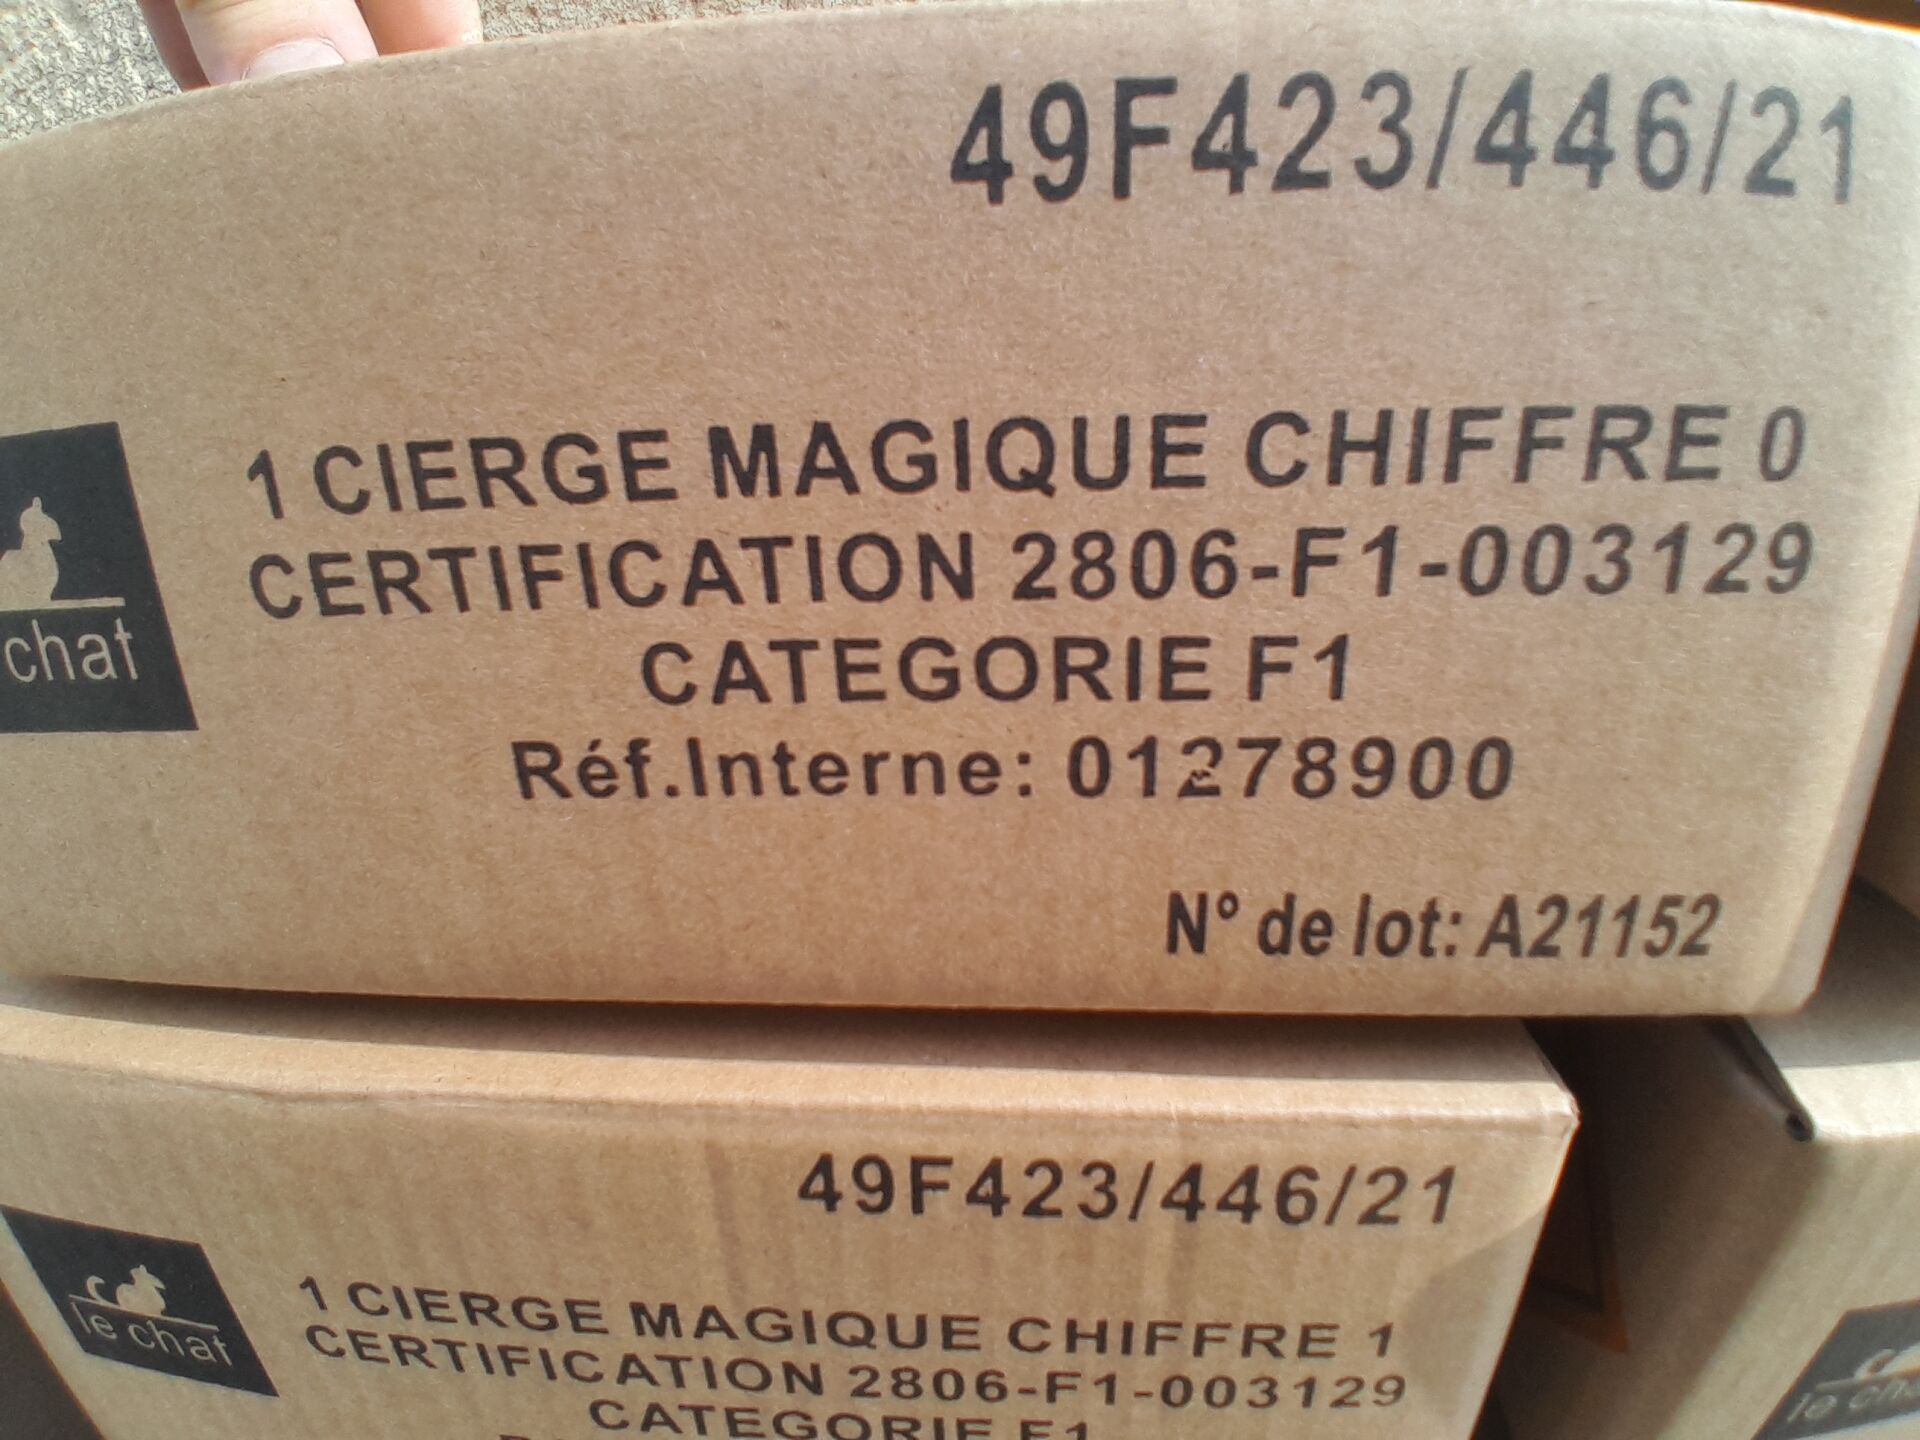 49F423/446/21
1 CIERGE MAGIQUE CHIFFRE 0
CERTIFICATION 2806-F1-003129
chat
CATEGORIE F1
Réf.Interne: 01278900
N° de lot: A21152
49F423/446/21
le chat
1 CIERGE MAGIQUE CHIFFRE 1
CERTIFICATION 2806-F1-003129
CATEGORIE F1
le